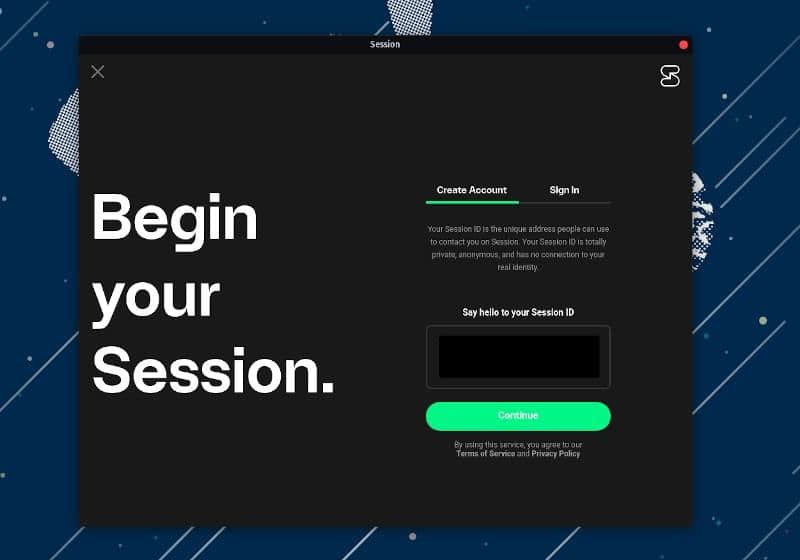 Session
Begin
your
Session.
Create Account
Sign In
Your Session ID is the unique address people can use
to contact you on Session. Your Session ID is totally
private, anonymous, and has no connection to your
real identity.
Say hello to your Session ID
Continue
By using this service, you agree to our
Terms of Service and Privacy Policy